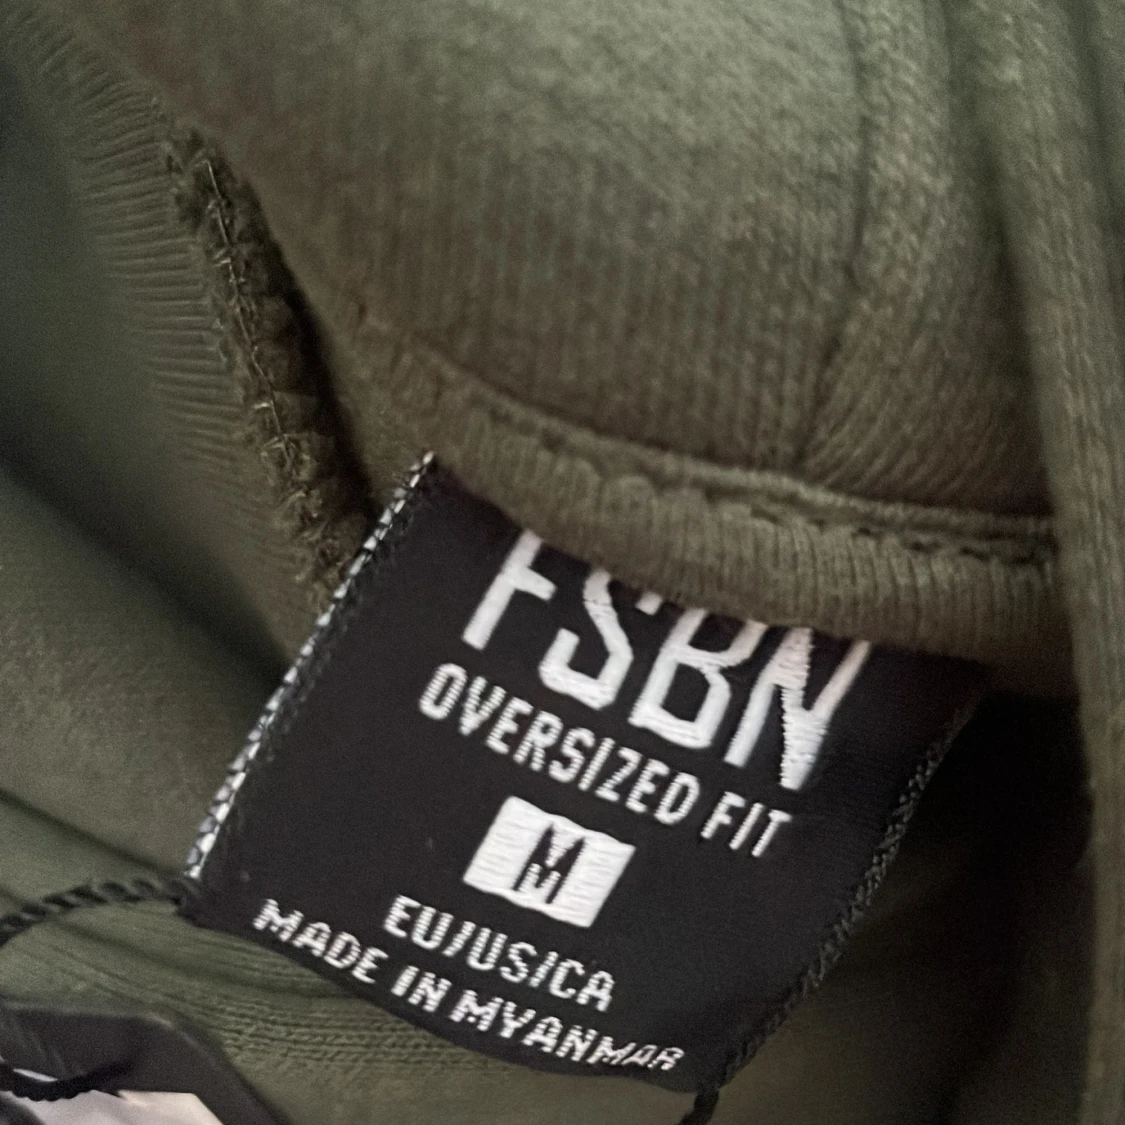 FSBN
OVERSIZED FIT
M
EU/US/CA
MADE IN MYANMAR